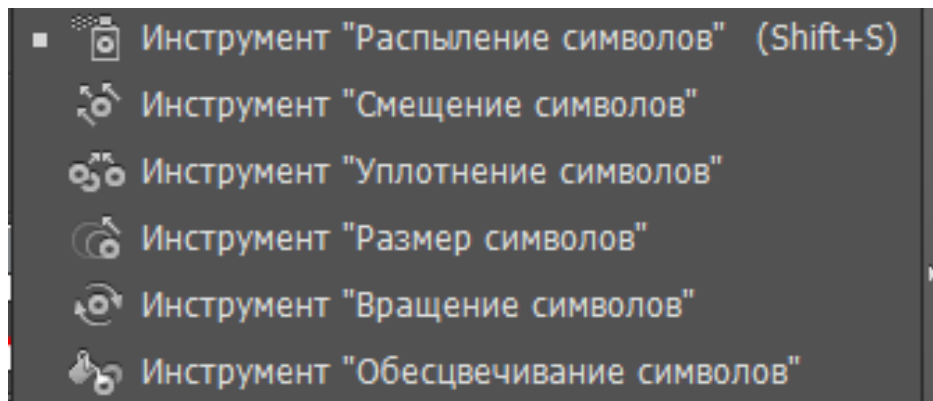 Инструмент "Распыление символов" (Shift+S)
Инструмент "Смещение символов"
Инструмент "Уплотнение символов"
Инструмент "Размер символов"
Инструмент "Вращение символов"
Инструмент "Обесцвечивание символов"